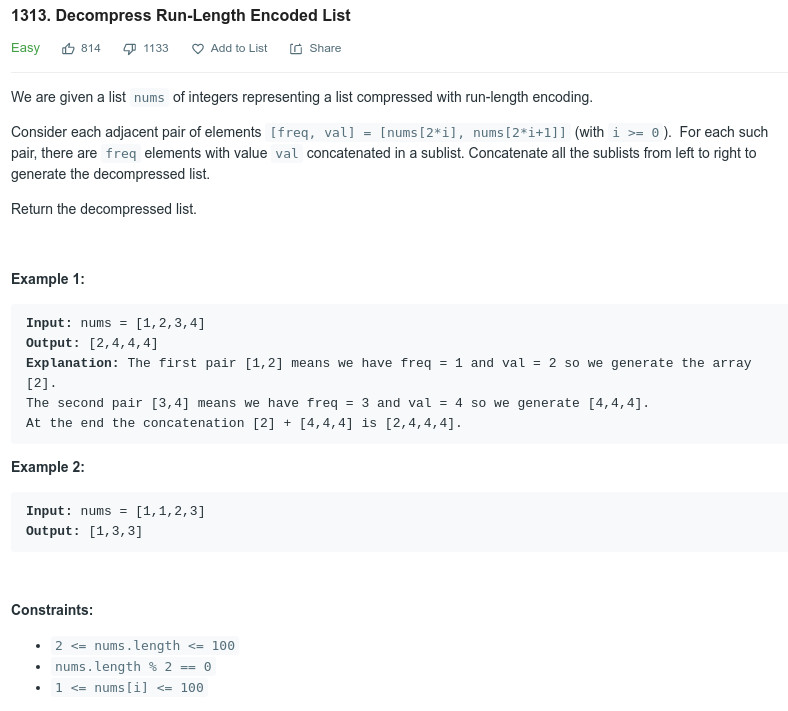 1313. Decompress Run-Length Encoded List
Easy 814 1133 Add to List Share
We are given a list nums of integers representing a list compressed with run-length encoding.
Consider each adjacent pair of elements [freq, val] = [nums[2*i], nums[2*i+1]] (with i >= 0). For each such
pair, there are freq elements with value val concatenated in a sublist. Concatenate all the sublists from left to right to
generate the decompressed list.
Return the decompressed list.
Example 1:
Input: nums = [1,2,3,4]
Output: [2,4,4,4]
Explanation: The first pair [1,2] means we have freq = 1 and val = 2 so we generate the array
[2].
The second pair [3,4] means we have freq = 3 and val = 4 so we generate [4,4,4].
At the end the concatenation [2] + [4,4,4] is [2,4,4,4].
Example 2:
Input: nums = [1,1,2,3]
Output: [1,3,3]
Constraints:
• 2 <= nums.length <= 100
• nums.length % 2 == 0
• 1 <= nums[i] <= 100